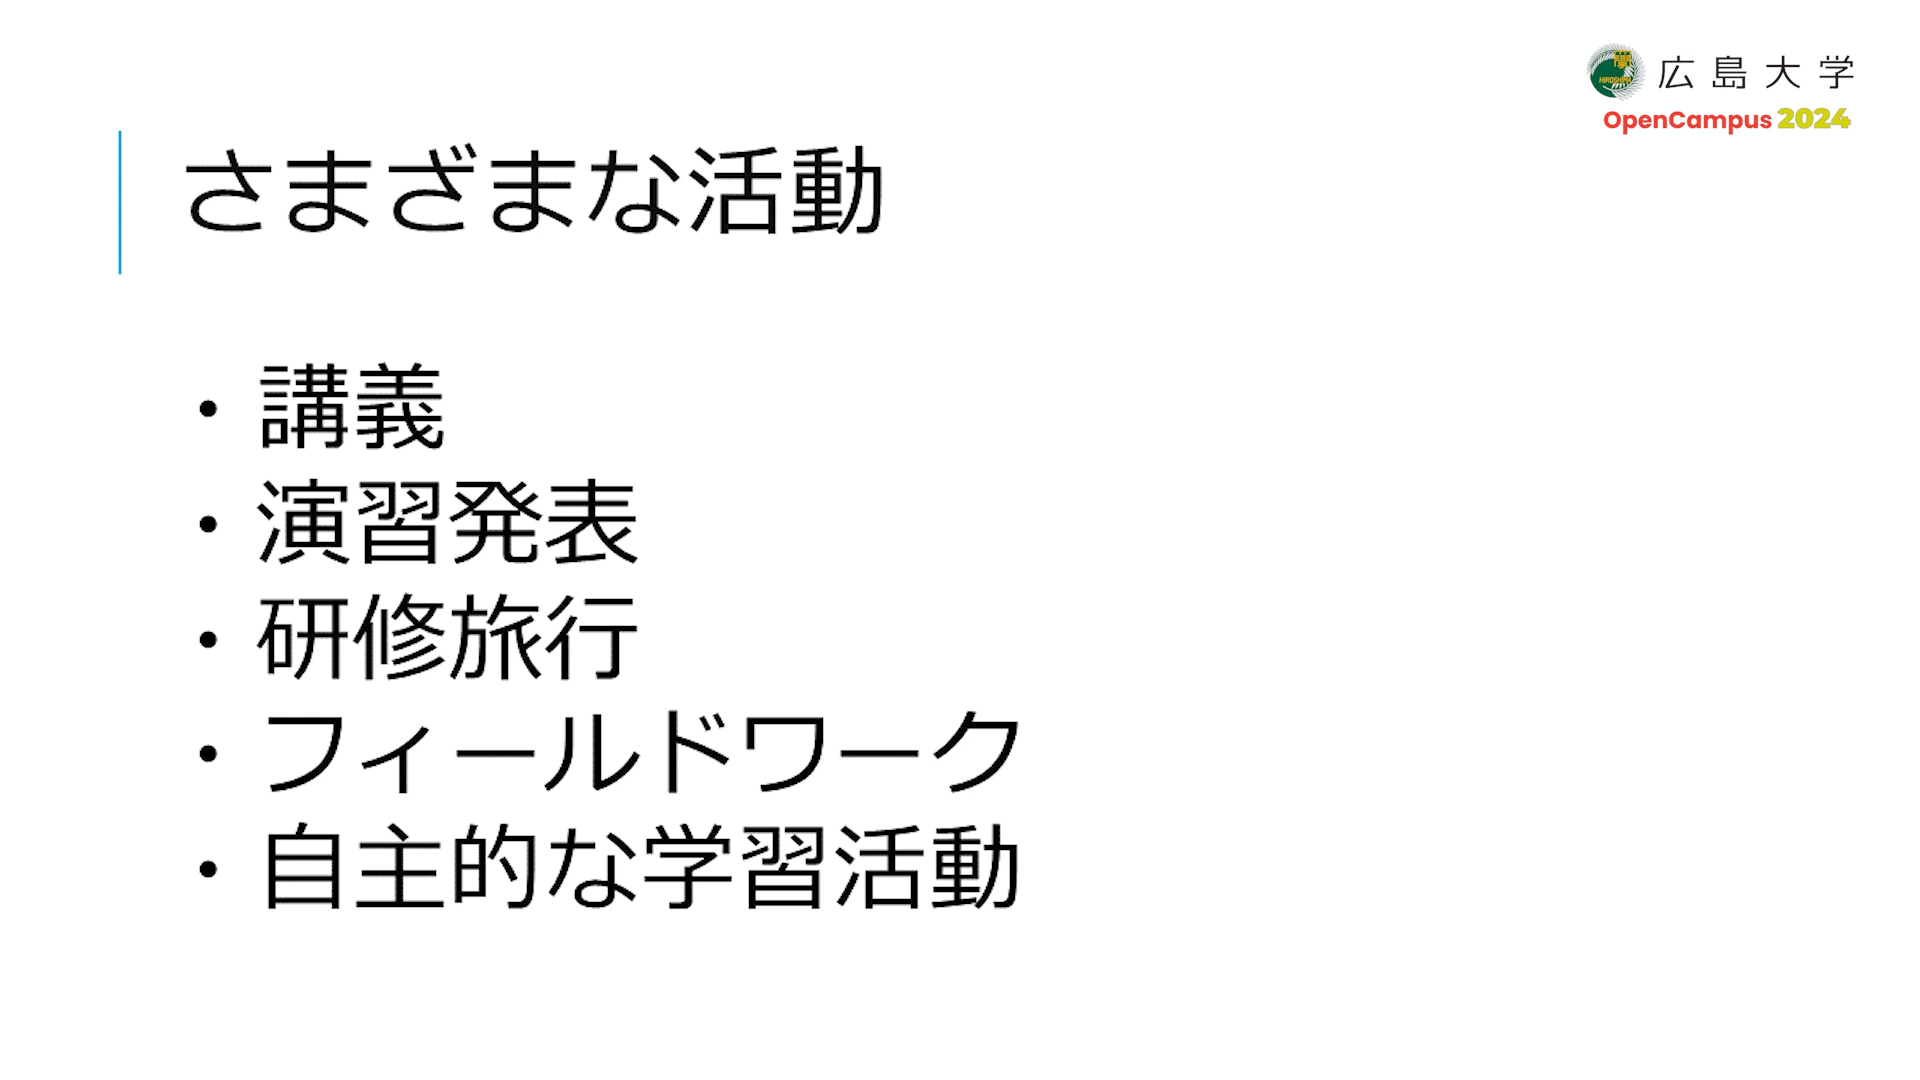 広島大学
OpenCampus 2024
さまざまな活動
・講義
・演習発表
・研修旅行
・フィールドワーク
・自主的な学習活動